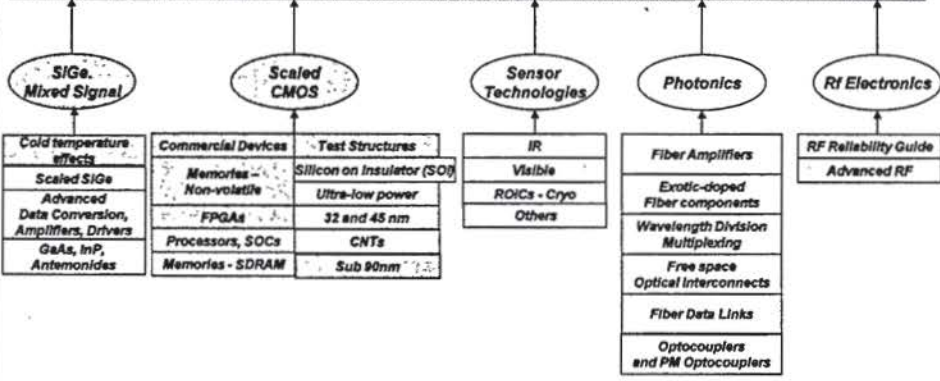 SiGe.
Mixed Signal
Scaled
CMOS
Sensor
Technologies
Photonics
Rf Electronics
Cold temperature
effects
Scaled SiGe
Advanced
Data Conversion,
Amplifiers, Drivers
GaAs, InP,
Antemonides
Commercial Devices
Memories –
Non-volatile
FPGAs
Processors, SOCs
Memories - SDRAM
Test Structures
Silicon on Insulator (SOI)
Ultra-low power
32 and 45 nm
CNTs
Sub 90nm
IR
Visible
ROICs - Cryo
Others
Fiber Amplifiers
Exotic-doped
Fiber components
Wavelength Division
Multiplexing
Free space
Optical Interconnects
Fiber Data Links
Optocouplers
and PM Optocouplers
RF Reliability Guide
Advanced RF